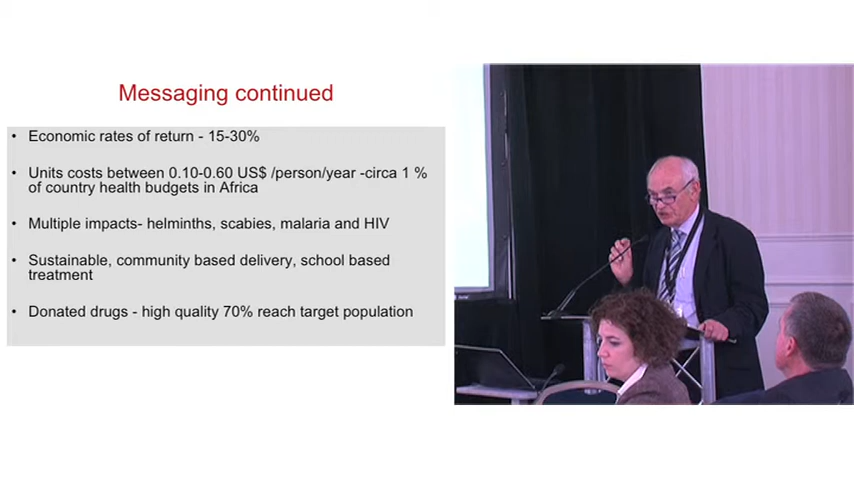 Messaging continued
• Economic rates of return - 15-30%
• Units costs between 0.10-0.60 US$ /person/year -circa 1 %
of country health budgets in Africa
• Multiple impacts- helminths, scabies, malaria and HIV
• Sustainable, community based delivery, school based
treatment
• Donated drugs - high quality 70% reach target population